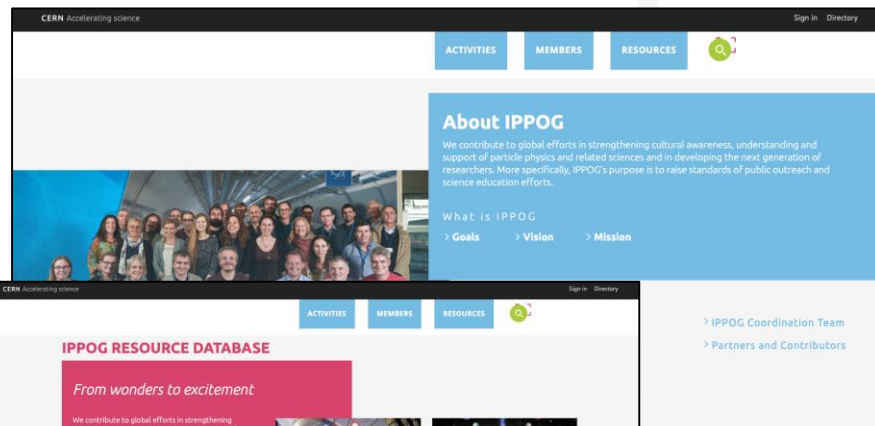 CERN Accelerating science
Sign in Directory
ACTIVITIES MEMBERS RESOURCES
About IPPOG
We contribute to global efforts in strengthening cultural awareness, understanding and
support of particle physics and related sciences and in developing the next generation of
researchers. More specifically, IPPOG's purpose is to raise standards of public outreach and
science education efforts.
What is IPPOG
> Goals > Vision > Mission
> IPPOG Coordination Team
> Partners and Contributors
CERN Accelerating science
Sign in Directory
ACTIVITIES MEMBERS RESOURCES
IPPOG RESOURCE DATABASE
From wonders to excitement
We contribute to global efforts in strengthening